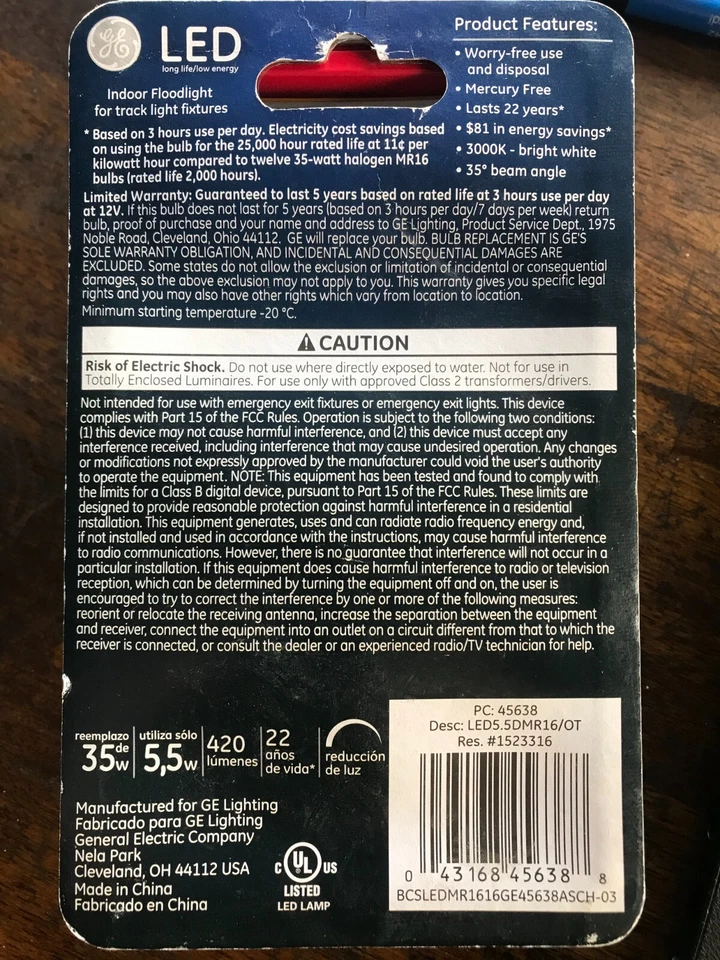 GE LED
long life/low energy
Indoor Floodlight
for track light fixtures
Product Features:
• Worry-free use
and disposal
• Mercury Free
• Lasts 22 years*
• $81 in energy savings*
• 3000K - bright white
• 35° beam angle
* Based on 3 hours use per day. Electricity cost savings based
on using the bulb for the 25,000 hour rated life at 11¢ per
kilowatt hour compared to twelve 35-watt halogen MR16
bulbs (rated life 2,000 hours).
Limited Warranty: Guaranteed to last 5 years based on rated life at 3 hours use per day
at 12V. If this bulb does not last for 5 years (based on 3 hours per day/7 days per week) return
bulb, proof of purchase and your name and address to GE Lighting, Product Service Dept., 1975
Noble Road, Cleveland, Ohio 44112. GE will replace your bulb. BULB REPLACEMENT IS GE'S
SOLE WARRANTY OBLIGATION, AND INCIDENTAL AND CONSEQUENTIAL DAMAGES ARE
EXCLUDED. Some states do not allow the exclusion or limitation of incidental or consequential
damages, so the above exclusion may not apply to you. This warranty gives you specific legal
rights and you may also have other rights which vary from location to location.
Minimum starting temperature -20 °C.
CAUTION
Risk of Electric Shock. Do not use where directly exposed to water. Not for use in
Totally Enclosed Luminaires. For use only with approved Class 2 transformers/drivers.
Not intended for use with emergency exit fixtures or emergency exit lights. This device
complies with Part 15 of the FCC Rules. Operation is subject to the following two conditions:
(1) this device may not cause harmful interference, and (2) this device must accept any
interference received, including interference that may cause undesired operation. Any changes
or modifications not expressly approved by the manufacturer could void the user's authority
to operate the equipment. NOTE: This equipment has been tested and found to comply with
the limits for a Class B digital device, pursuant to Part 15 of the FCC Rules. These limits are
designed to provide reasonable protection against harmful interference in a residential
installation. This equipment generates, uses and can radiate radio frequency energy and,
if not installed and used in accordance with the instructions, may cause harmful interference
to radio communications. However, there is no guarantee that interference will not occur in a
particular installation. If this equipment does cause harmful interference to radio or television
reception, which can be determined by turning the equipment off and on, the user is
encouraged to try to correct the interference by one or more of the following measures:
reorient or relocate the receiving antenna, increase the separation between the equipment
and receiver, connect the equipment into an outlet on a circuit different from that to which the
receiver is connected, or consult the dealer or an experienced radio/TV technician for help.
reemplazo
35 de w
utiliza sólo
5,5w
420
lúmenes
22
años
de vida*
reducción
de luz
Manufactured for GE Lighting
Fabricado para GE Lighting
General Electric Company
Nela Park
Cleveland, OH 44112 USA
Made in China
Fabricado en China
C UL US
LISTED
LED LAMP
PC: 45638
Desc: LED5.5DMR16/OT
Res. #1523316
0 43168 45638 8
BCSLEDMR1616GE45638ASCH-03